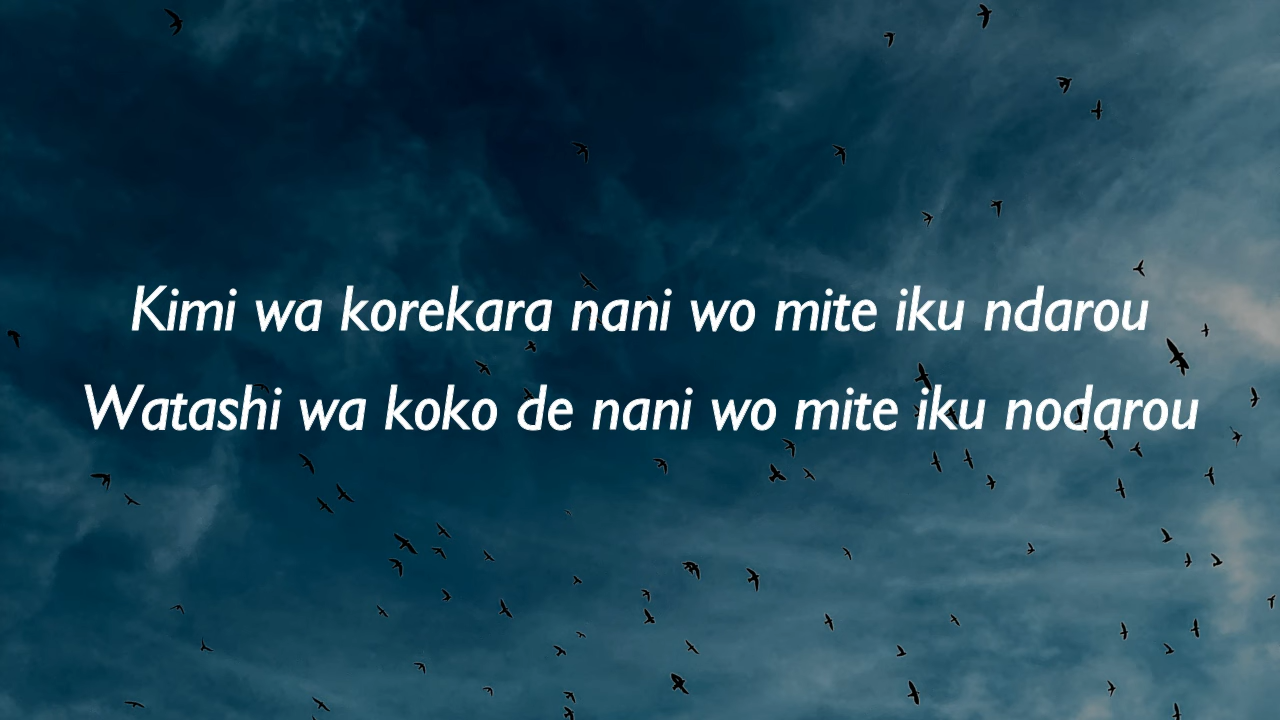 Kimi wa korekara nani wo mite iku ndarou
Watashi wa koko de nani wo mite iku nodarou